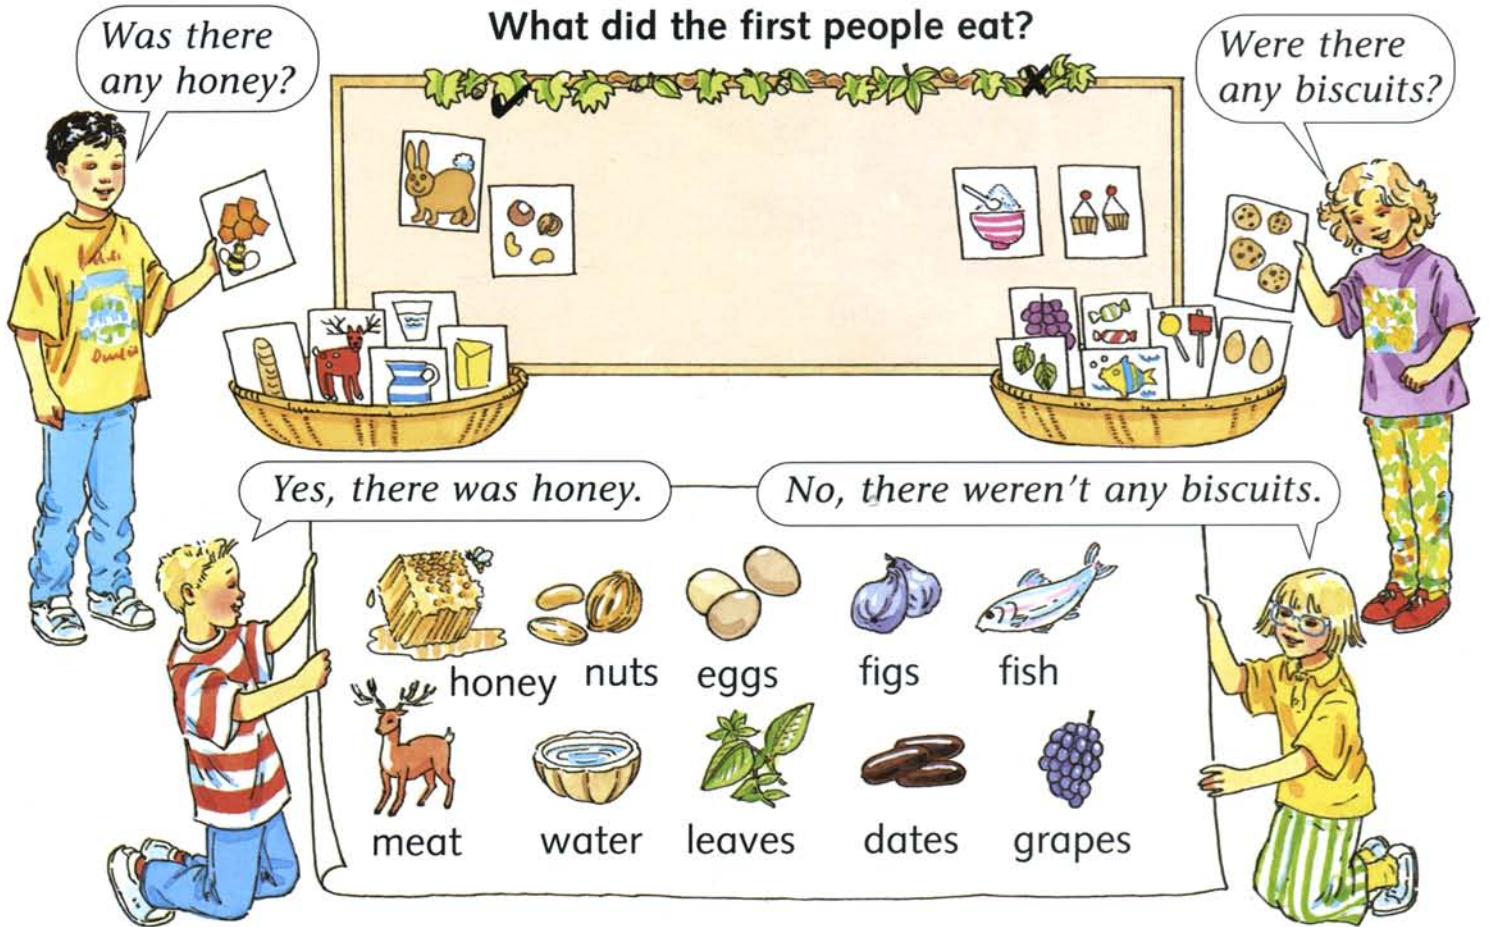 What did the first people eat?
Was there
any honey?
Were there
any biscuits?
Yes, there was honey.
No, there weren't any biscuits.
honey nuts eggs figs fish
meat water leaves dates grapes